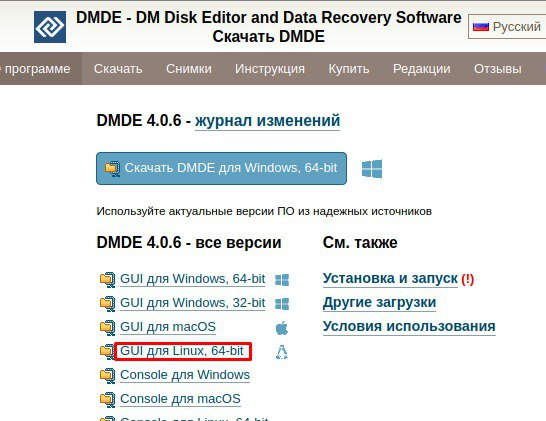 DMDE - DM Disk Editor and Data Recovery Software
Скачать DMDE
Русский
программе Скачать Снимки Инструкция Купить Редакции Отзывы
DMDE 4.0.6 - журнал изменений
Скачать DMDE для Windows, 64-bit
Используйте актуальные версии ПО из надежных источников
DMDE 4.0.6 - все версии
См. также
GUI для Windows, 64-bit
Установка и запуск (!)
GUI для Windows, 32-bit
Другие загрузки
GUI для macOS
Условия использования
GUI для Linux, 64-bit
Console для Windows
Console для macOS
Console для Linux, 64-bit